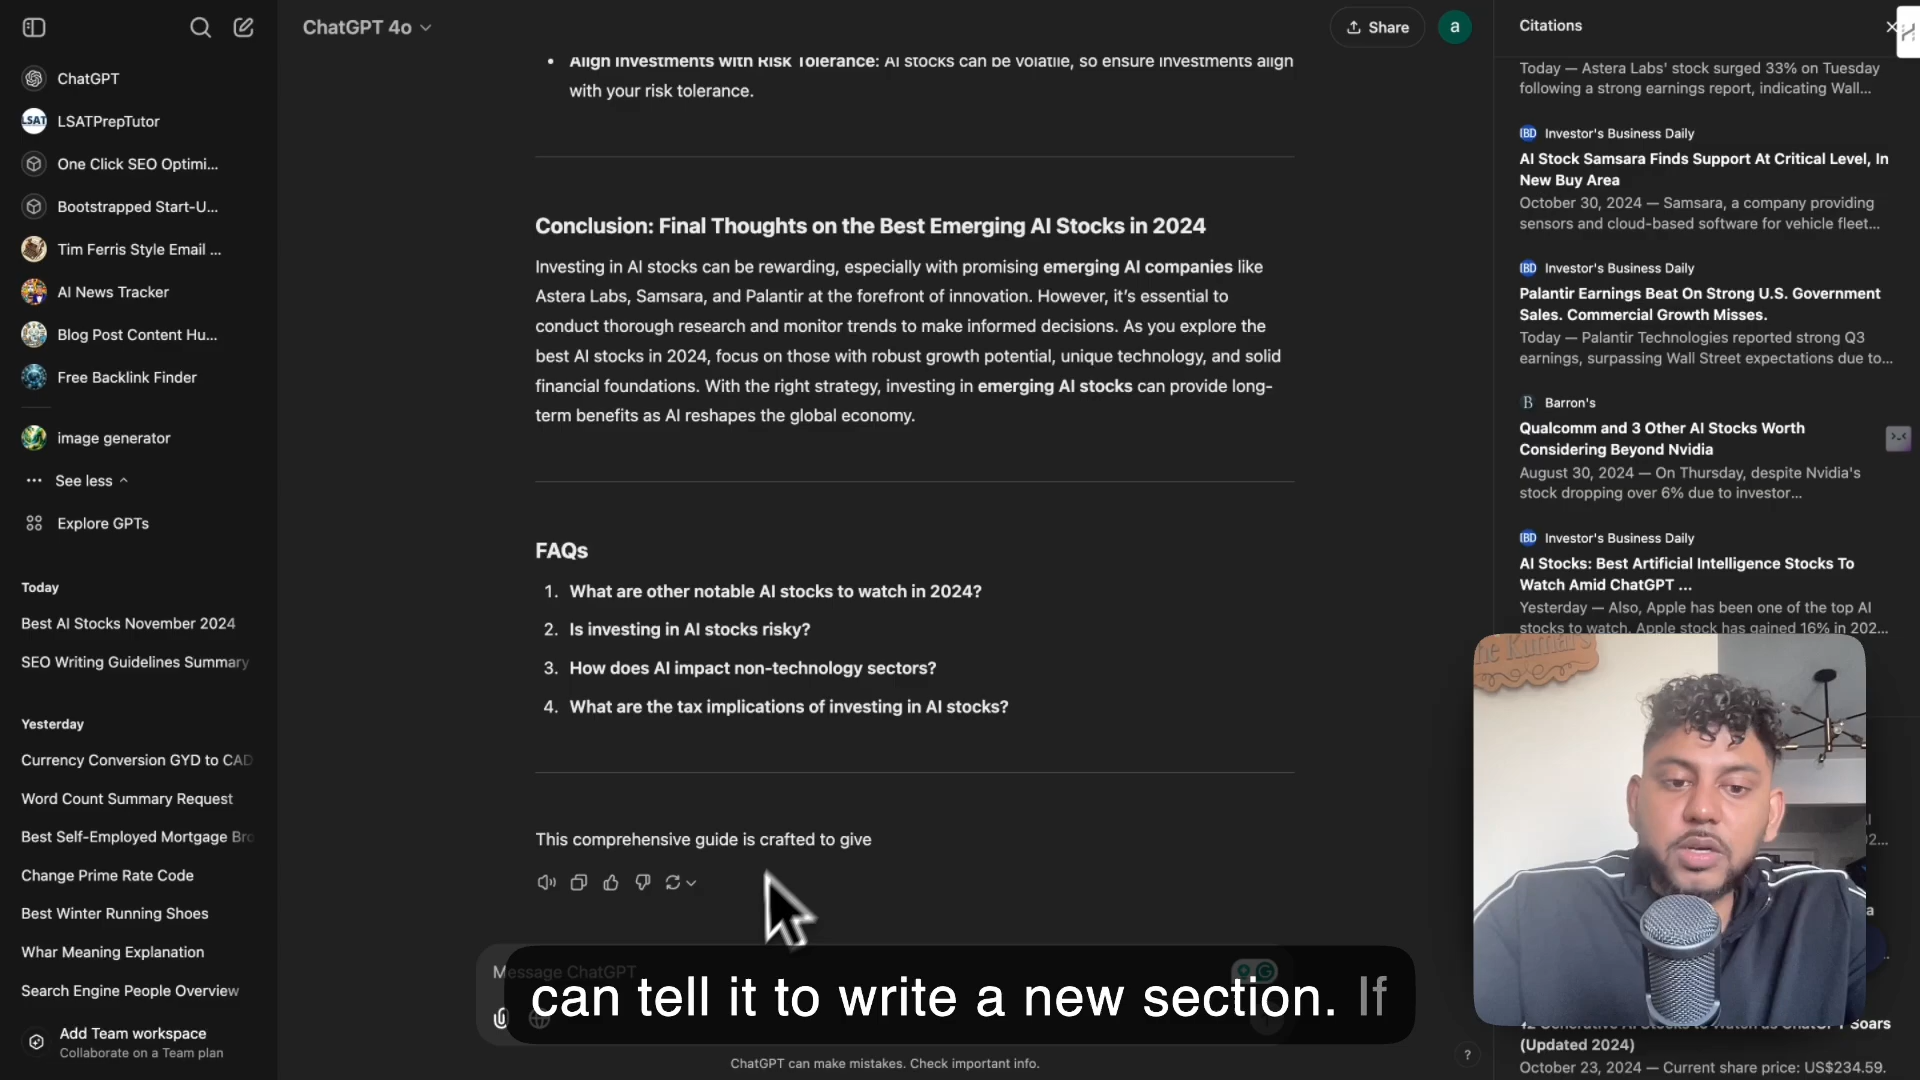 ChatGPT
LSATPrepTutor
One Click SEO Optimi...
Bootstrapped Start-U...
Tim Ferris Style Email ...
AI News Tracker
Blog Post Content Hu...
Free Backlink Finder
image generator
See less
Explore GPTs
Today
Best AI Stocks November 2024
SEO Writing Guidelines Summary
Yesterday
Currency Conversion GYD to CAD
Word Count Summary Request
Best Self-Employed Mortgage Bro
Change Prime Rate Code
Best Winter Running Shoes
Whar Meaning Explanation
Search Engine People Overview
Add Team workspace
Collaborate on a Team plan
ChatGPT 4o
Share
a
• Align Investments with Risk Tolerance: AI stocks can be volatile, so ensure investments align
with your risk tolerance.
Conclusion: Final Thoughts on the Best Emerging AI Stocks in 2024
Investing in AI stocks can be rewarding, especially with promising emerging AI companies like
Astera Labs, Samsara, and Palantir at the forefront of innovation. However, it's essential to
conduct thorough research and monitor trends to make informed decisions. As you explore the
best AI stocks in 2024, focus on those with robust growth potential, unique technology, and solid
financial foundations. With the right strategy, investing in emerging AI stocks can provide long-
term benefits as AI reshapes the global economy.
FAQs
1. What are other notable AI stocks to watch in 2024?
2. Is investing in AI stocks risky?
3. How does AI impact non-technology sectors?
4. What are the tax implications of investing in AI stocks?
This comprehensive guide is crafted to give
Message ChatGPT
can tell it to write a new section. If
ChatGPT can make mistakes. Check important info.
?
Citations
Today — Astera Labs' stock surged 33% on Tuesday
following a strong earnings report, indicating Wall...
IBD Investor's Business Daily
AI Stock Samsara Finds Support At Critical Level, In
New Buy Area
October 30, 2024 — Samsara, a company providing
sensors and cloud-based software for vehicle fleet...
IBD Investor's Business Daily
Palantir Earnings Beat On Strong U.S. Government
Sales. Commercial Growth Misses.
Today — Palantir Technologies reported strong Q3
earnings, surpassing Wall Street expectations due to...
B Barron's
Qualcomm and 3 Other AI Stocks Worth
Considering Beyond Nvidia
August 30, 2024 — On Thursday, despite Nvidia's
stock dropping over 6% due to investor...
IBD Investor's Business Daily
AI Stocks: Best Artificial Intelligence Stocks To
Watch Amid ChatGPT ...
Yesterday — Also, Apple has been one of the top AI
stocks to watch. Apple stock has gained 16% in 202...
The Kumar's
12 Generative AI Stocks to Watch as ChatGPT Soars
(Updated 2024)
October 23, 2024 — Current share price: US$234.59.